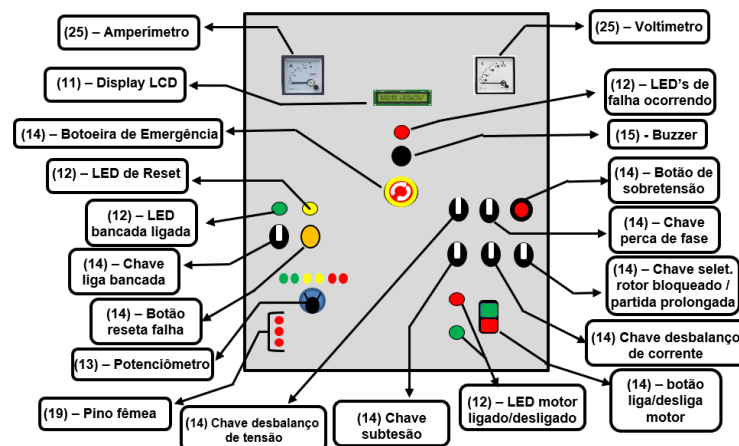 (25) – Amperímetro
(11) – Display LCD
(14) – Botoeira de Emergência
(12) – LED de Reset
(12) – LED
bancada ligada
(14) – Chave
liga bancada
(14) – Botão
reseta falha
(13) – Potenciômetro
(19) – Pino fêmea
(14) Chave desbalanço
de tensão
(14) Chave
subtesão
(12) – LED motor
ligado/desligado
(25) – Voltímetro
(12) – LED's de
falha ocorrendo
(15) - Buzzer
(14) – Botão de
sobretensão
(14) – Chave
perca de fase
(14) – Chave selet.
rotor bloqueado /
partida prolongada
(14) Chave desbalanço
de corrente
(14) – botão
liga/desliga
motor